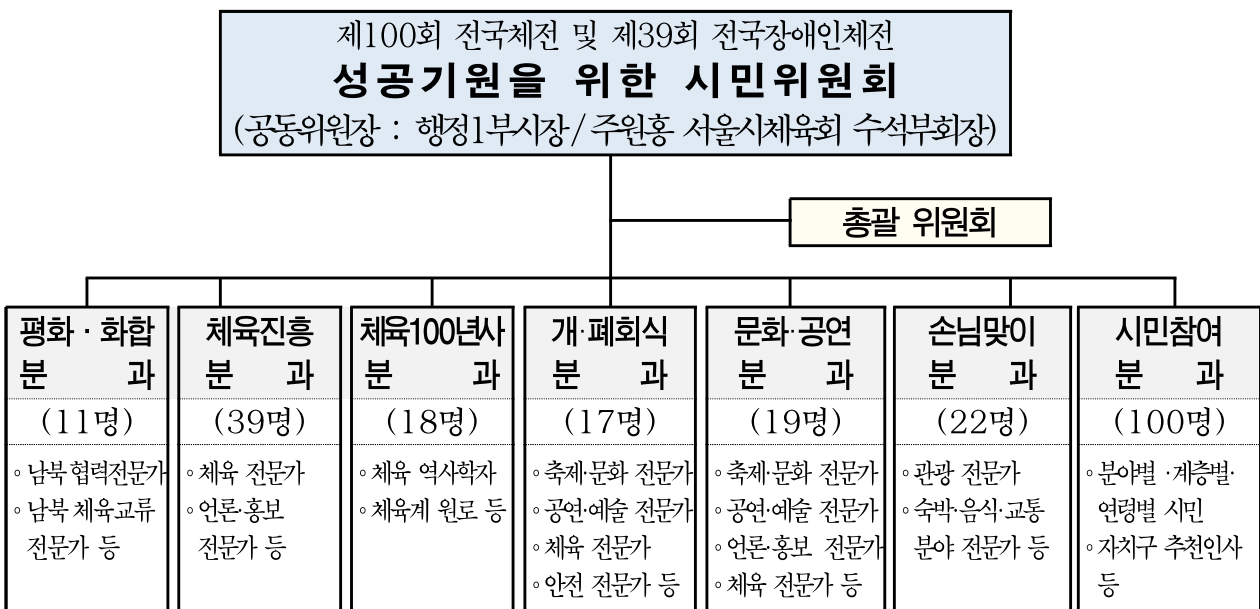 제100회 전국체전 및 제39회 전국장애인체전
성공기원을 위한 시민위원회
(공동위원장 : 행정1부시장/주원홍 서울시체육회 수석부회장)
총괄 위원회
평화·화합
분 과
(11명)
◦남북협력전문가
◦남북 체육교류
전문가 등
체육진흥
분 과
(39명)
◦체육 전문가
◦언론·홍보
전문가 등
체육100년사
분 과
(18명)
◦체육 역사학자
◦체육계 원로 등
개·폐회식
분 과
(17명)
◦축제·문화 전문가
◦공연·예술 전문가
◦체육 전문가
◦안전 전문가 등
문화·공연
분 과
(19명)
◦축제·문화 전문가
◦공연·예술 전문가
◦언론·홍보 전문가
◦체육 전문가 등
손님맞이
분 과
(22명)
◦관광 전문가
◦숙박·음식·교통
분야 전문가 등
시민참여
분 과
(100명)
◦분야별·계층별·
연령별 시민
◦자치구 추천인사
등